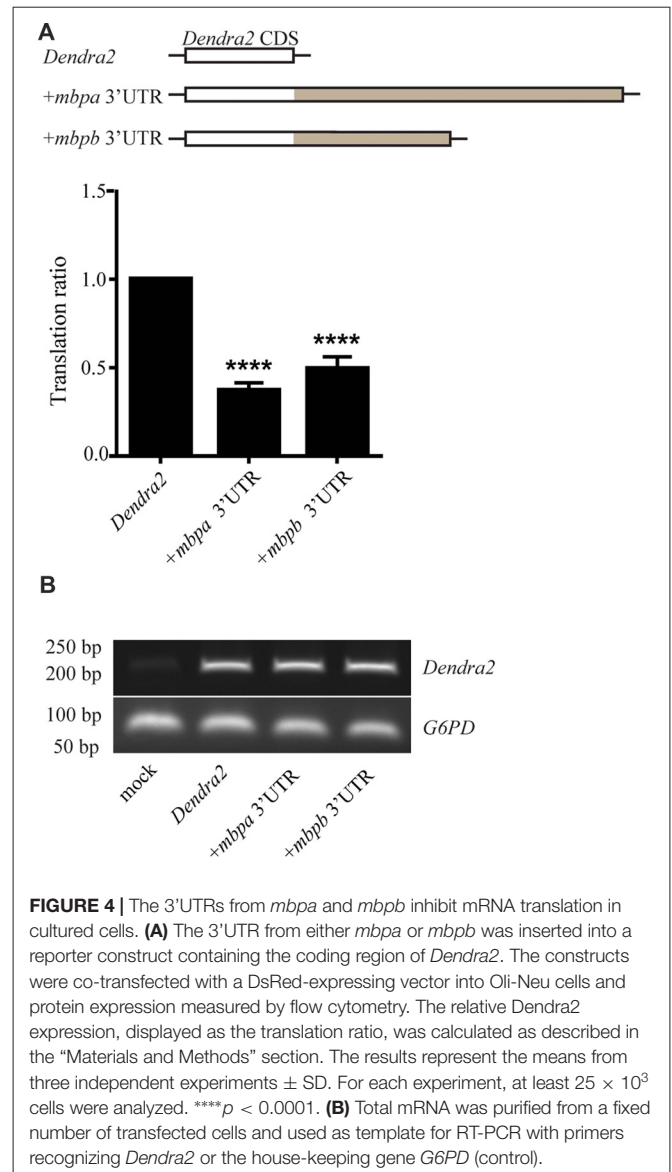 A
Dendra2 CDS
Dendra2
+mbpa 3'UTR
+mbpb 3'UTR
1.5
1.0
0.5
0.0
Translation ratio
****
****
Dendra2
+mbpa 3'UTR
+mbpb 3'UTR
B
250 bp
200 bp
Dendra2
100 bp
50 bp
G6PD
mock
Dendra2
+mbpa 3'UTR
+mbpb 3'UTR
FIGURE 4 | The 3'UTRs from mbpa and mbpb inhibit mRNA translation in
cultured cells. (A) The 3'UTR from either mbpa or mbpb was inserted into a
reporter construct containing the coding region of Dendra2. The constructs
were co-transfected with a DsRed-expressing vector into Oli-Neu cells and
protein expression measured by flow cytometry. The relative Dendra2
expression, displayed as the translation ratio, was calculated as described in
the “Materials and Methods” section. The results represent the means from
three independent experiments ± SD. For each experiment, at least 25 × 10³
cells were analyzed. ****p < 0.0001. (B) Total mRNA was purified from a fixed
number of transfected cells and used as template for RT-PCR with primers
recognizing Dendra2 or the house-keeping gene G6PD (control).